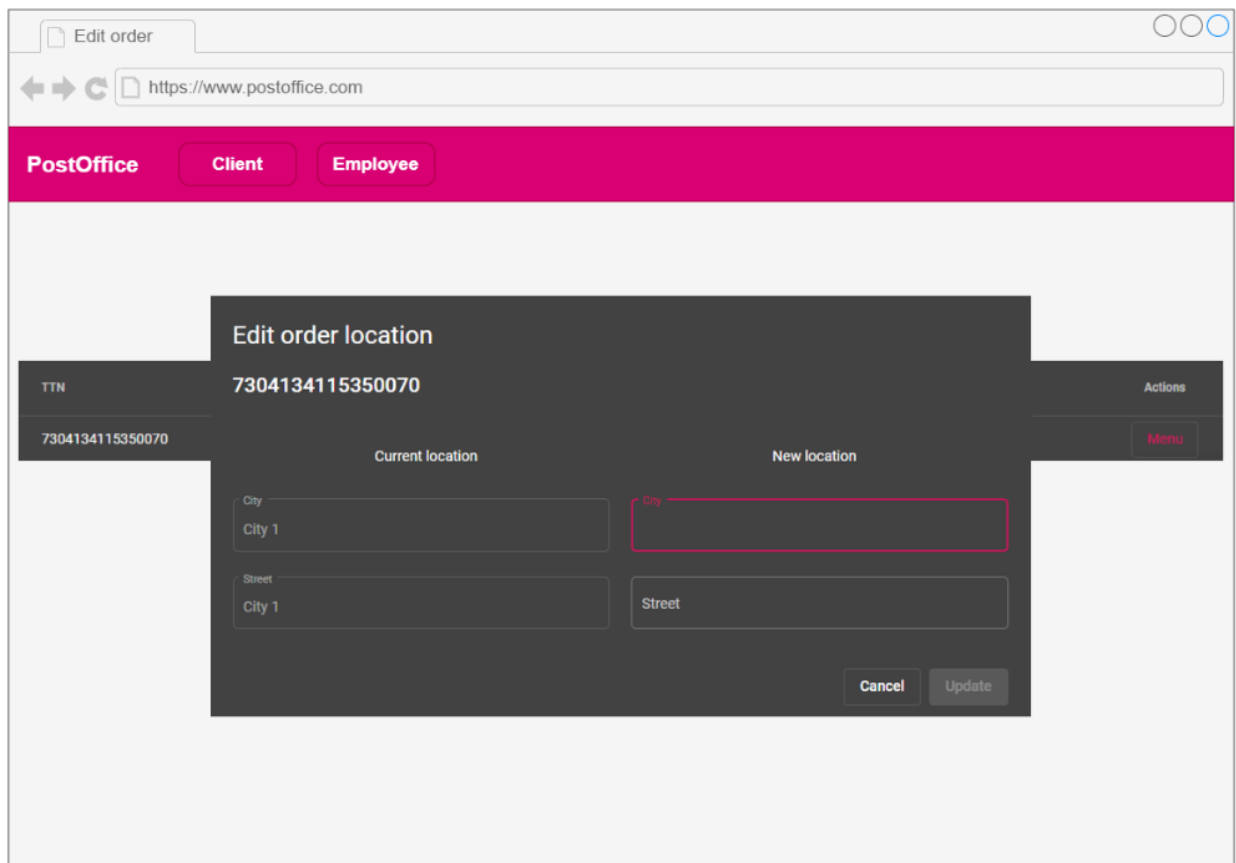 Edit order
https://www.postoffice.com
PostOffice Client Employee
Edit order location
TTN 7304134115350070 Actions
7304134115350070 Menu
Current location New location
City City
City 1
Street
City 1 Street
Cancel Update